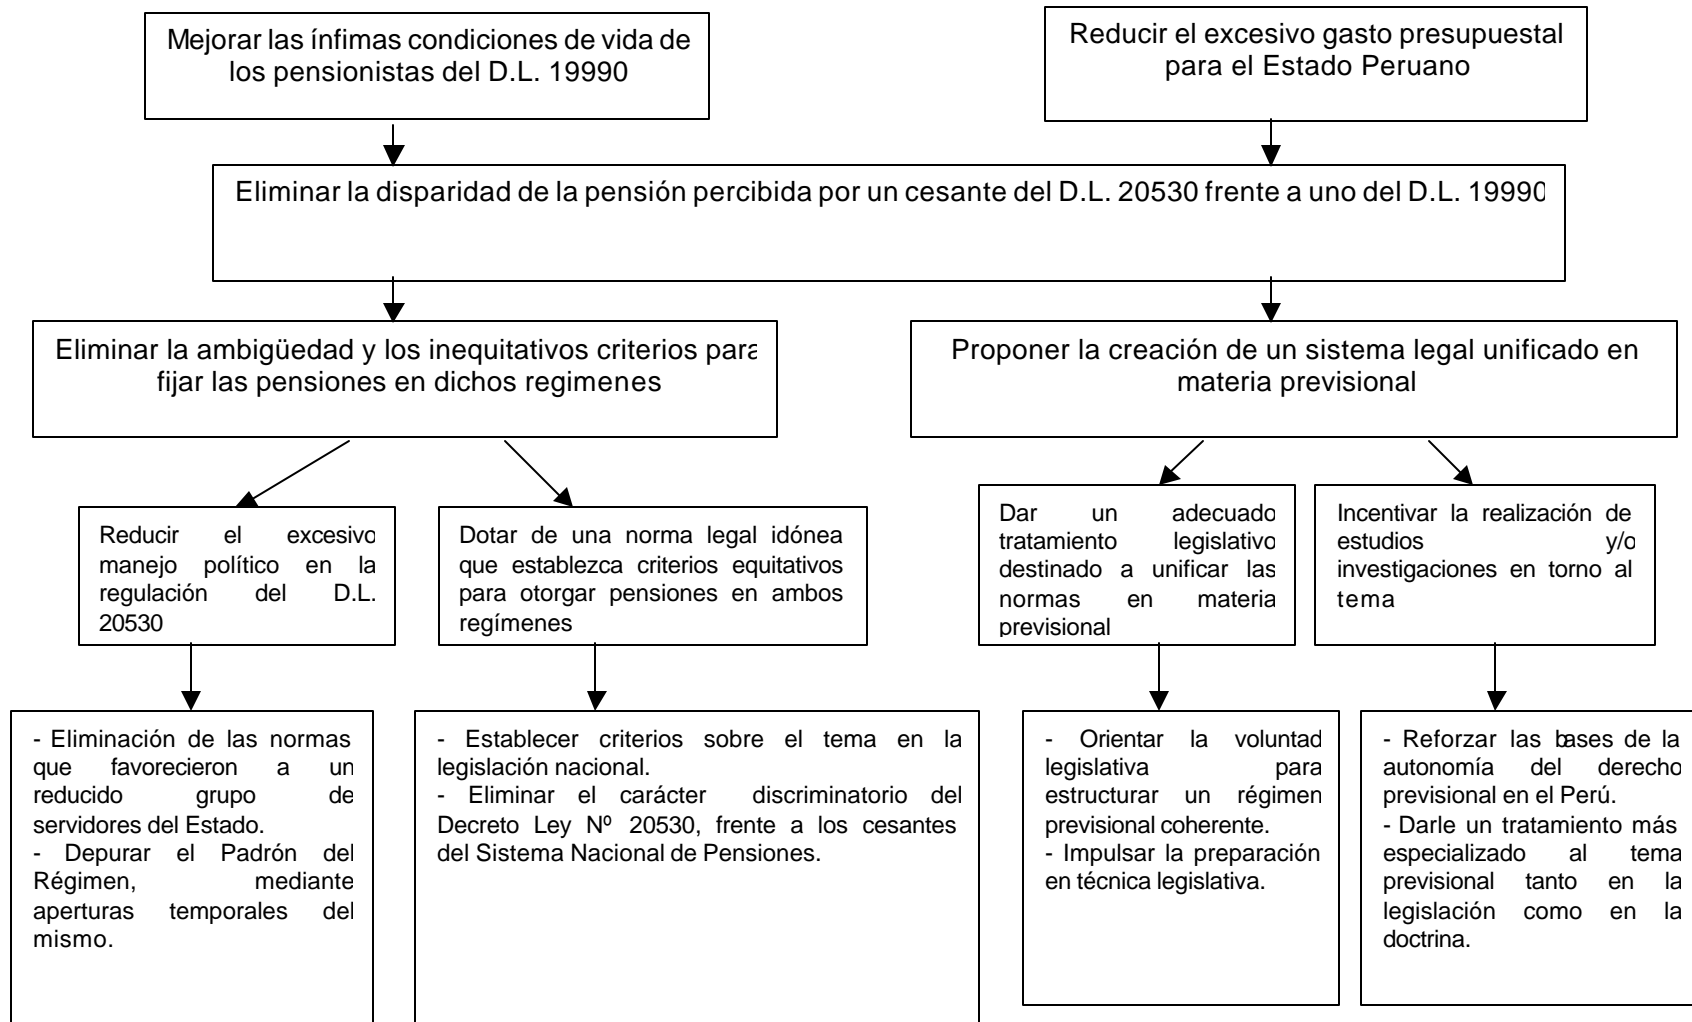 Mejorar las ínfimas condiciones de vida de
los pensionistas del D.L. 19990
Reducir el excesivo gasto presupuestal
para el Estado Peruano
Eliminar la disparidad de la pensión percibida por un cesante del D.L. 20530 frente a uno del D.L. 19990
Eliminar la ambigüedad y los inequitativos criterios para
fijar las pensiones en dichos regimenes
Proponer la creación de un sistema legal unificado en
materia previsional
Reducir el excesivo
manejo político en la
regulación del D.L.
20530
Dotar de una norma legal idónea
que establezca criterios equitativos
para otorgar pensiones en ambos
regímenes
Dar un adecuado
tratamiento legislativo
destinado a unificar las
normas en materia
previsional
Incentivar la realización de
estudios y/o
investigaciones en torno al
tema
- Eliminación de las normas
que favorecieron a un
reducido grupo de
servidores del Estado.
- Depurar el Padrón del
Régimen, mediante
aperturas temporales del
mismo.
- Establecer criterios sobre el tema en la
legislación nacional.
- Eliminar el carácter discriminatorio del
Decreto Ley Nº 20530, frente a los cesantes
del Sistema Nacional de Pensiones.
- Orientar la voluntad
legislativa para
estructurar un régimen
previsional coherente.
- Impulsar la preparación
en técnica legislativa.
- Reforzar las bases de la
autonomía del derecho
previsional en el Perú.
- Darle un tratamiento más
especializado al tema
previsional tanto en la
legislación como en la
doctrina.